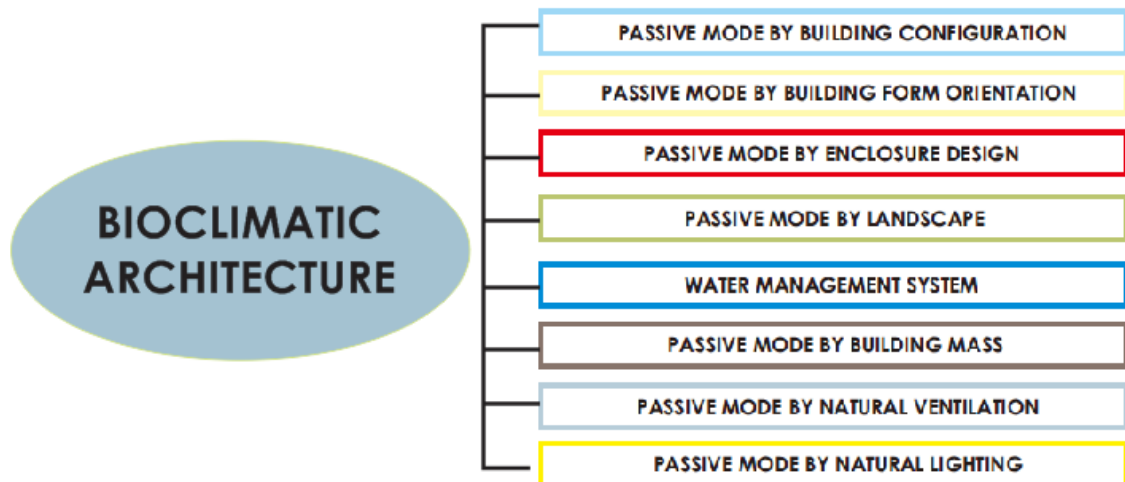 BIOCLIMATIC
ARCHITECTURE
PASSIVE MODE BY BUILDING CONFIGURATION
PASSIVE MODE BY BUILDING FORM ORIENTATION
PASSIVE MODE BY ENCLOSURE DESIGN
PASSIVE MODE BY LANDSCAPE
WATER MANAGEMENT SYSTEM
PASSIVE MODE BY BUILDING MASS
PASSIVE MODE BY NATURAL VENTILATION
PASSIVE MODE BY NATURAL LIGHTING